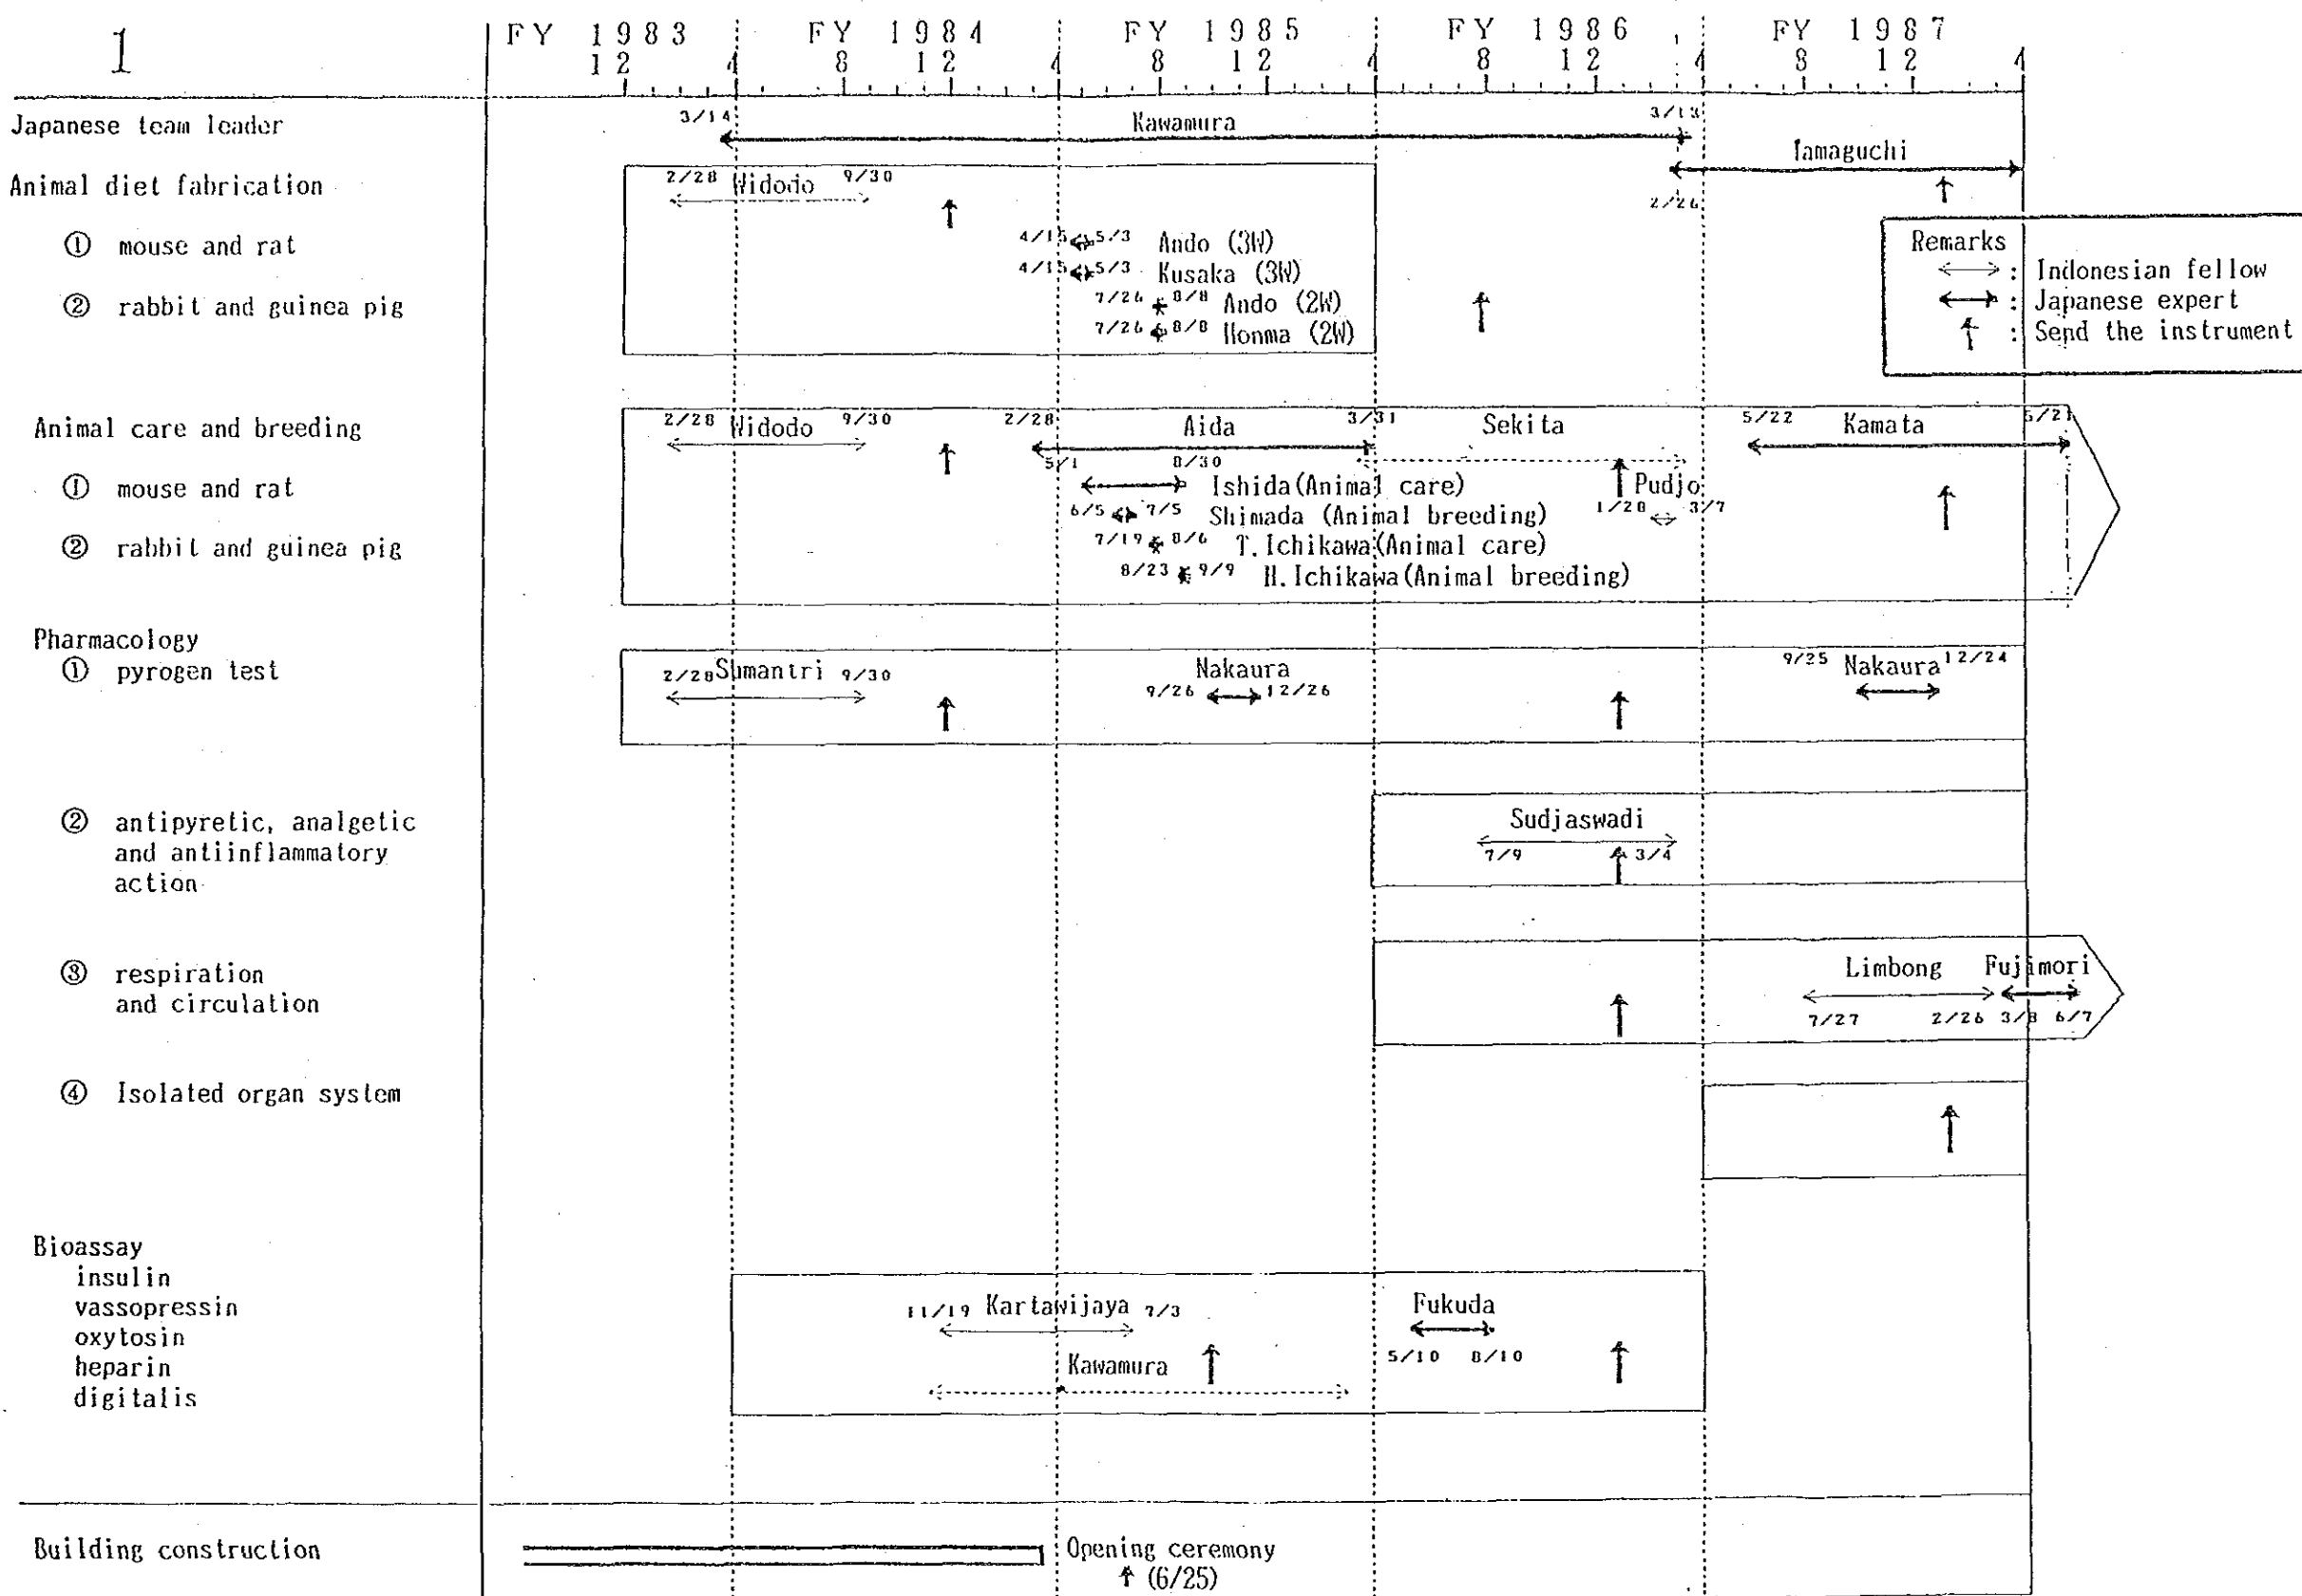 1
FY 1983 FY 1984 FY 1985 FY 1986 FY 1987
12 4 8 12 4 8 12 4 8 12 4 8 12 4
Japanese team leader 3/14 Kawamura 3/13
Yamaguchi
2/26
Animal diet fabrication 2/28 Widodo 9/30
① mouse and rat 4/15 5/3 Ando (3W)
4/15 5/3 Kusaka (3W)
② rabbit and guinea pig 7/26 8/8 Ando (2W)
7/26 8/8 Honma (2W)
Remarks
: Indonesian fellow
: Japanese expert
: Send the instrument
Animal care and breeding 2/28 Widodo 9/30 2/28 Aida 3/31 Sekita 5/22 Kamata 5/21
① mouse and rat 5/1 8/30 Ishida(Animal care) Pudjo
6/5 7/5 Shimada (Animal breeding) 1/28 3/7
② rabbit and guinea pig 7/19 8/6 T.Ichikawa(Animal care)
8/23 9/9 H.Ichikawa(Animal breeding)
Pharmacology
① pyrogen test 2/28 Sumantri 9/30 Nakaura 9/25 Nakaura 12/24
9/26 12/26
② antipyretic, analgetic Sudjaswadi
and antiinflammatory 7/9 3/4
action
③ respiration Limbong Fujimori
and circulation 7/27 2/26 3/8 6/7
④ Isolated organ system
Bioassay
insulin
vassopressin 11/19 Kartawijaya 7/3 Fukuda
oxytosin
heparin Kawamura 5/10 8/10
digitalis
Building construction Opening ceremony
(6/25)